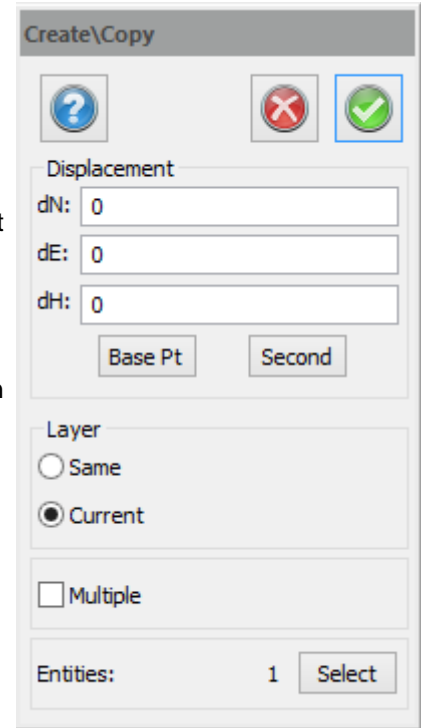 Create\Copy
?
Displacement
t
dN: 0
dE: 0
dH: 0
Base Pt Second
n
Layer
Same
Current
Multiple
Entities: 1 Select